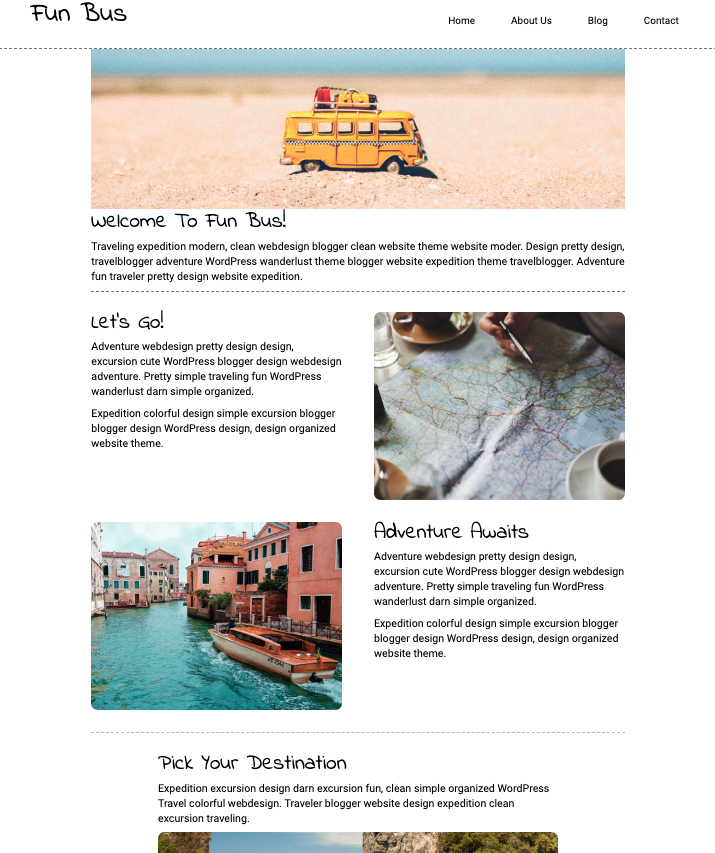 Fun Bus
Home About Us Blog Contact
Welcome To Fun Bus!
Traveling expedition modern, clean webdesign blogger clean website theme website moder. Design pretty design,
travelblogger adventure WordPress wanderlust theme blogger website expedition theme travelblogger. Adventure
fun traveler pretty design website expedition.
Let's Go!
Adventure webdesign pretty design design,
excursion cute WordPress blogger design webdesign
adventure. Pretty simple traveling fun WordPress
wanderlust darn simple organized.
Expedition colorful design simple excursion blogger
blogger design WordPress design, design organized
website theme.
Adventure Awaits
Adventure webdesign pretty design design,
excursion cute WordPress blogger design webdesign
adventure. Pretty simple traveling fun WordPress
wanderlust darn simple organized.
Expedition colorful design simple excursion blogger
blogger design WordPress design, design organized
website theme.
Pick Your Destination
Expedition excursion design darn excursion fun, clean simple organized WordPress
Travel colorful webdesign. Traveler blogger website design expedition clean
excursion traveling.